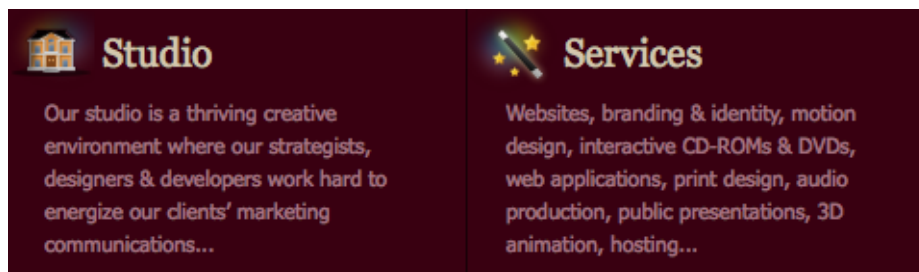 Studio
Our studio is a thriving creative
environment where our strategists,
designers & developers work hard to
energize our clients’ marketing
communications...
Services
Websites, branding & identity, motion
design, interactive CD-ROMs & DVDs,
web applications, print design, audio
production, public presentations, 3D
animation, hosting...